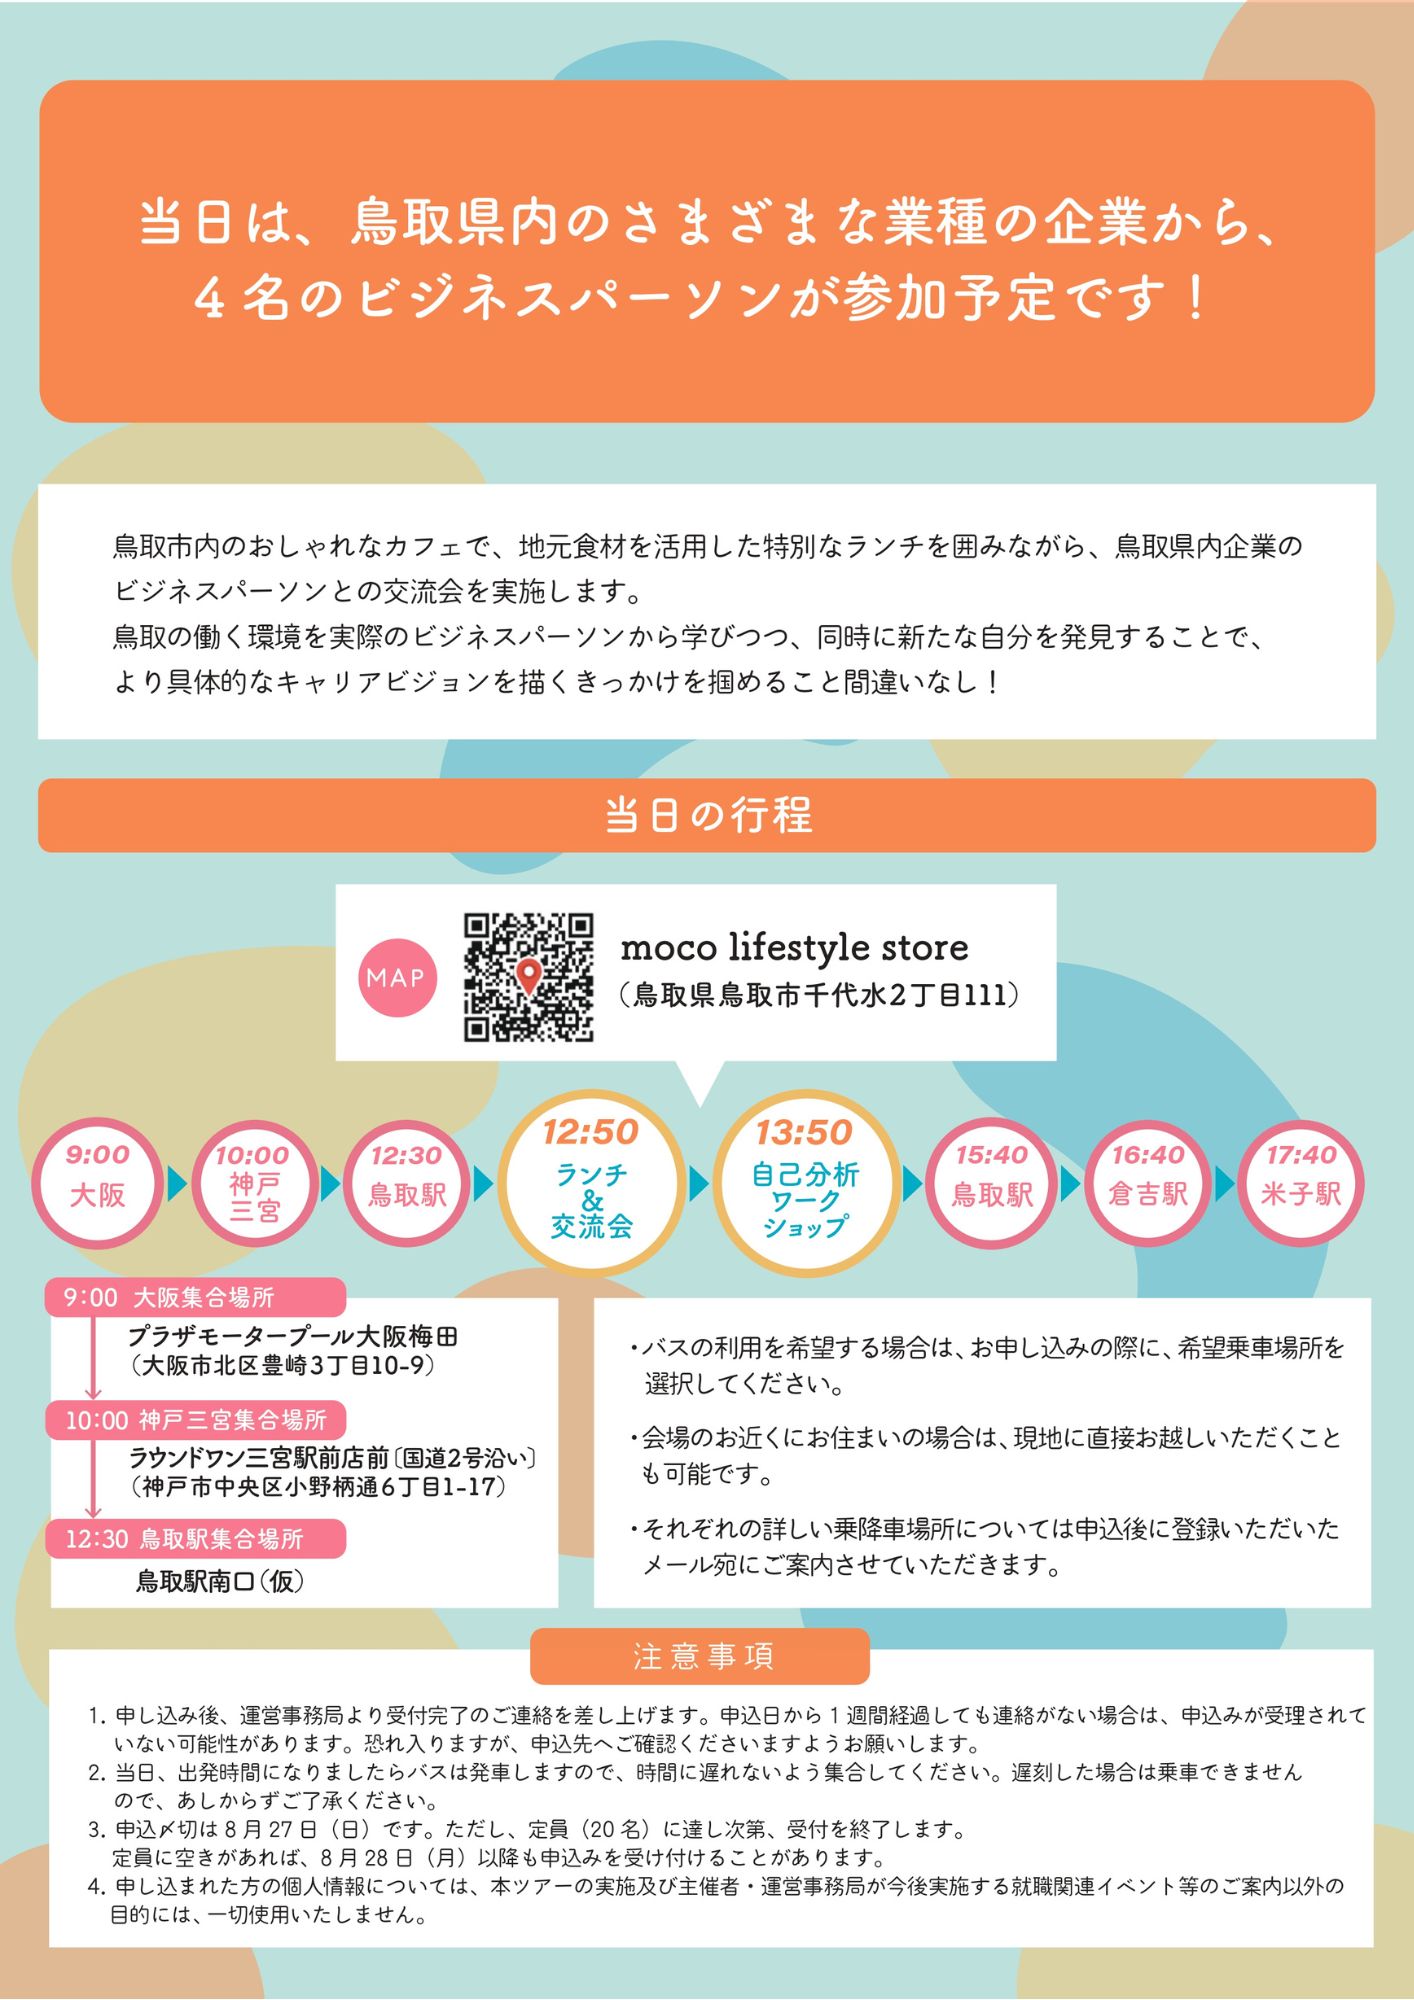 当日は、鳥取県内のさまざまな業種の企業から、
4名のビジネスパーソンが参加予定です！
鳥取市内のおしゃれなカフェで、地元食材を活用した特別なランチを囲みながら、鳥取県内企業の
ビジネスパーソンとの交流会を実施します。
鳥取の働く環境を実際のビジネスパーソンから学びつつ、同時に新たな自分を発見することで、
より具体的なキャリアビジョンを描くきっかけを掴めること間違いなし！
当日の行程
MAP
moco lifestyle store
（鳥取県鳥取市千代水2丁目111）
9:00
大阪
10:00
神戸
三宮
12:30
鳥取駅
12:50
ランチ
&
交流会
13:50
自己分析
ワーク
ショップ
15:40
鳥取駅
16:40
倉吉駅
17:40
米子駅
9:00 大阪集合場所
プラザモータープール大阪梅田
（大阪市北区豊崎3丁目10-9）
10:00 神戸三宮集合場所
ラウンドワン三宮駅前店前〔国道2号沿い〕
（神戸市中央区小野柄通6丁目1-17）
12:30 鳥取駅集合場所
鳥取駅南口（仮）
・バスの利用を希望する場合は、お申し込みの際に、希望乗車場所を
選択してください。
・会場のお近くにお住まいの場合は、現地に直接お越しいただくこと
も可能です。
・それぞれの詳しい乗降車場所については申込後に登録いただいた
メール宛にご案内させていただきます。
注意事項
1. 申し込み後、運営事務局より受付完了のご連絡を差し上げます。申込日から1週間経過しても連絡がない場合は、申込みが受理されて
いない可能性があります。恐れ入りますが、申込先へご確認くださいますようお願いします。
2. 当日、出発時間になりましたらバスは発車しますので、時間に遅れないよう集合してください。遅刻した場合は乗車できません
ので、あしからずご了承ください。
3. 申込〆切は8月27日（日）です。ただし、定員（20名）に達し次第、受付を終了します。
定員に空きがあれば、8月28日（月）以降も申込みを受け付けることがあります。
4. 申し込まれた方の個人情報については、本ツアーの実施及び主催者・運営事務局が今後実施する就職関連イベント等のご案内以外の
目的には、一切使用いたしません。